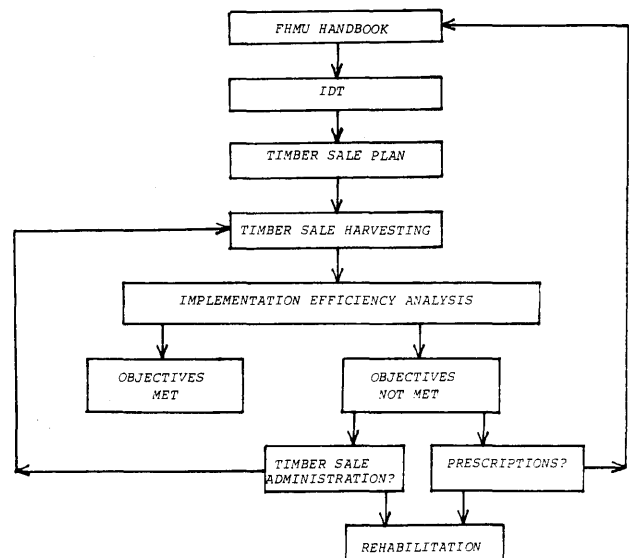 FHMU HANDBOOK
IDT
TIMBER SALE PLAN
TIMBER SALE HARVESTING
IMPLEMENTATION EFFICIENCY ANALYSIS
OBJECTIVES
MET
OBJECTIVES
NOT MET
TIMBER SALE
ADMINISTRATION?
PRESCRIPTIONS?
REHABILITATION